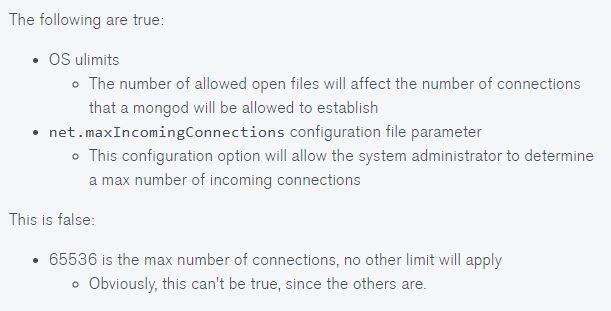 The following are true:
• OS ulimits
◦ The number of allowed open files will affect the number of connections
that a mongod will be allowed to establish
• net.maxIncomingConnections configuration file parameter
◦ This configuration option will allow the system administrator to determine
a max number of incoming connections
This is false:
• 65536 is the max number of connections, no other limit will apply
◦ Obviously, this can't be true, since the others are.